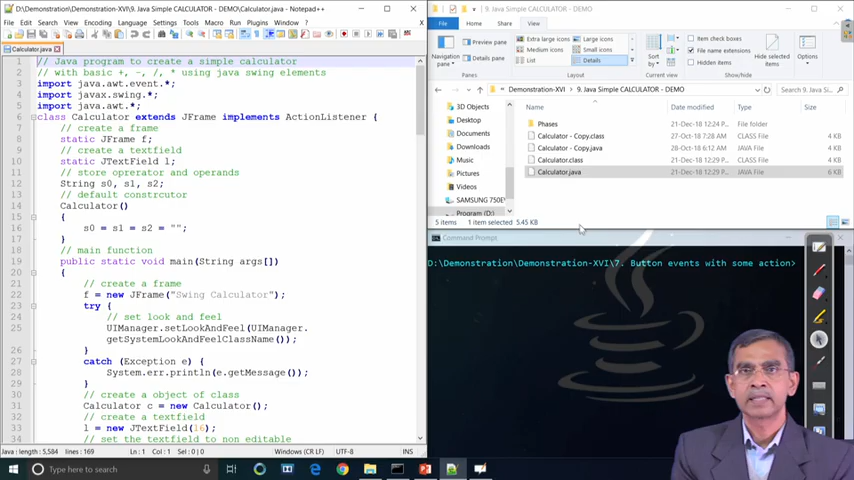 D:\Demonstration\Demonstration-XVI\9. Java Simple CALCULATOR - DEMO\Calculator.java - Notepad++
File Edit Search View Encoding Language Settings Tools Macro Run Plugins Window ?
Calculator.java
1 // Java program to create a simple calculator
2 // with basic +, -, /, * using java swing elements
3 import java.awt.event.*;
4 import javax.swing.*;
5 import java.awt.*;
6 class Calculator extends JFrame implements ActionListener {
7 // create a frame
8 static JFrame f;
9 // create a textfield
10 static JTextField l;
11 // store oprerator and operands
12 String s0, s1, s2;
13 // default constrcutor
14 Calculator()
15 {
16 s0 = s1 = s2 = "";
17 }
18 // main function
19 public static void main(String args[])
20 {
21 // create a frame
22 f = new JFrame("Swing Calculator");
23 try {
24 // set look and feel
25 UIManager.setLookAndFeel(UIManager.
getSystemLookAndFeelClassName());
26 }
27 catch (Exception e) {
28 System.err.println(e.getMessage());
29 }
30 // create a object of class
31 Calculator c = new Calculator();
32 // create a textfield
33 l = new JTextField(16);
34 // set the textfield to non editable
Java : length : 5,584 lines : 169 Ln : 1 Col : 1 Sel : 0 | 0 Windows (CR LF) UTF-8 INS
9. Java Simple CALCULATOR - DEMO
File Home Share View
Navigation pane
Preview pane
Details pane
Panes
Extra large icons Large icons
Medium icons Small icons
List Details
Layout
Sort by
Current view
Item check boxes
File name extensions
Hidden items
Hide selected items
Show/hide
Options
Demonstration-XVI > 9. Java Simple CALCULATOR - DEMO
Search 9. Jav...
Name Date modified Type Size
3D Objects
Desktop
Documents
Downloads
Music
Pictures
Videos
SAMSUNG 750E
Program (D:)
Phases 21-Dec-18 12:24 P... File folder
Calculator - Copy.class 27-Oct-18 7:28 AM CLASS File 4 KB
Calculator - Copy.java 21-Dec-18 12:29 P... JAVA File 4 KB
Calculator.class 21-Dec-18 12:29 P... CLASS File 4 KB
Calculator.java 21-Dec-18 12:29 P... JAVA File 6 KB
5 items 1 item selected 5.45 KB
Command Prompt
D:\Demonstration\Demonstration-XVI\7. Button events with some action>
Type here to search